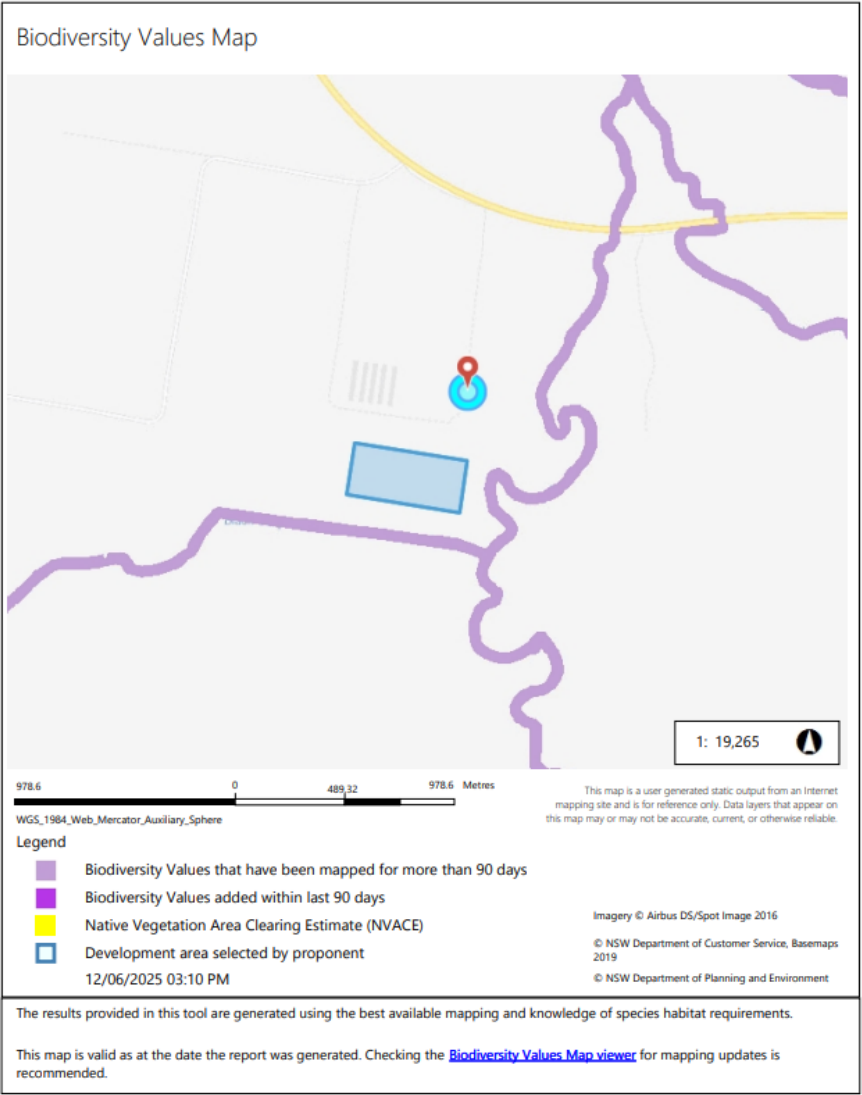 Biodiversity Values Map
1: 19,265
978.6
0
489.32
978.6 Metres
WGS_1984_Web_Mercator_Auxiliary_Sphere
This map is a user generated static output from an Internet
mapping site and is for reference only. Data layers that appear on
this map may or may not be accurate, current, or otherwise reliable.
Legend
Biodiversity Values that have been mapped for more than 90 days
Biodiversity Values added within last 90 days
Native Vegetation Area Clearing Estimate (NVACE)
Development area selected by proponent
12/06/2025 03:10 PM
Imagery © Airbus DS/Spot Image 2016
© NSW Department of Customer Service, Basemaps
2019
© NSW Department of Planning and Environment
The results provided in this tool are generated using the best available mapping and knowledge of species habitat requirements.
This map is valid as at the date the report was generated. Checking the Biodiversity Values Map viewer for mapping updates is
recommended.